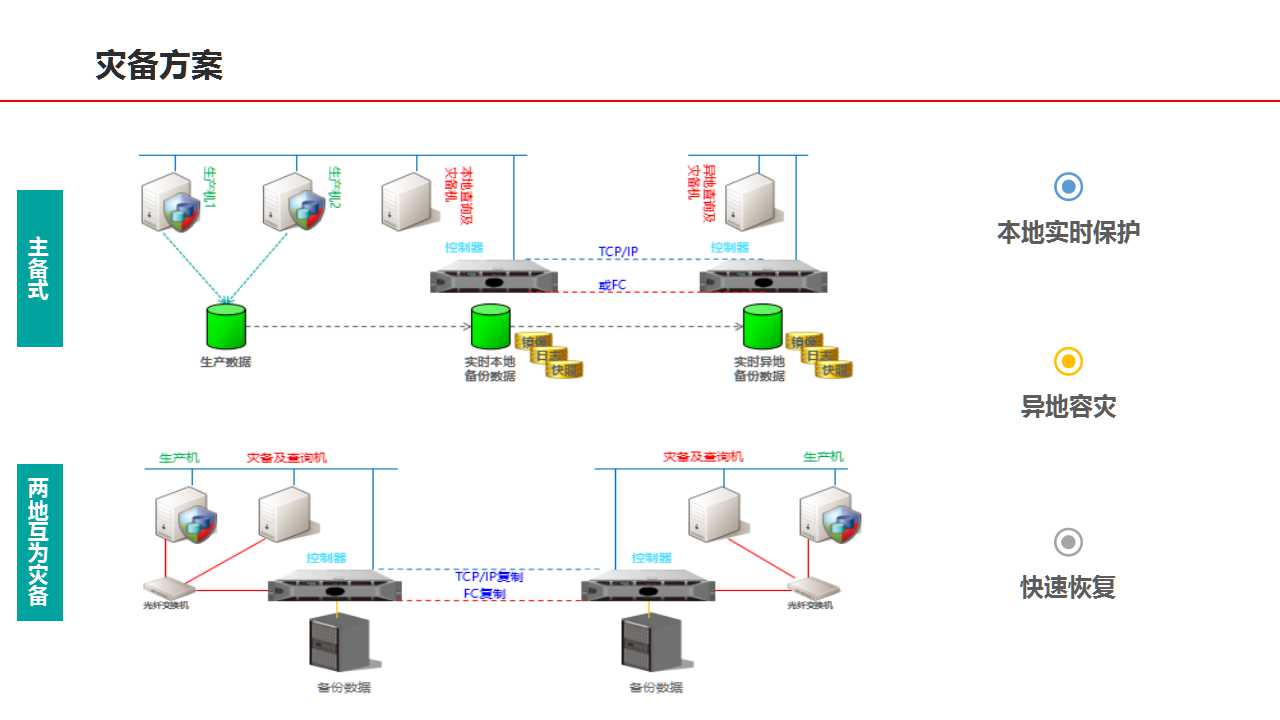 灾备方案
主备式
生产机1
生产机2
本地查询及
灾备机
异地查询及
灾备机
控制器
TCP/IP
控制器
或FC
生产数据
实时本地
备份数据
镜像
日志
快照
实时异地
备份数据
镜像
日志
快照
本地实时保护
异地容灾
快速恢复
两地互为灾备
生产机
灾备及查询机
灾备及查询机
生产机
控制器
控制器
TCP/IP复制
FC复制
光纤交换机
光纤交换机
备份数据
备份数据